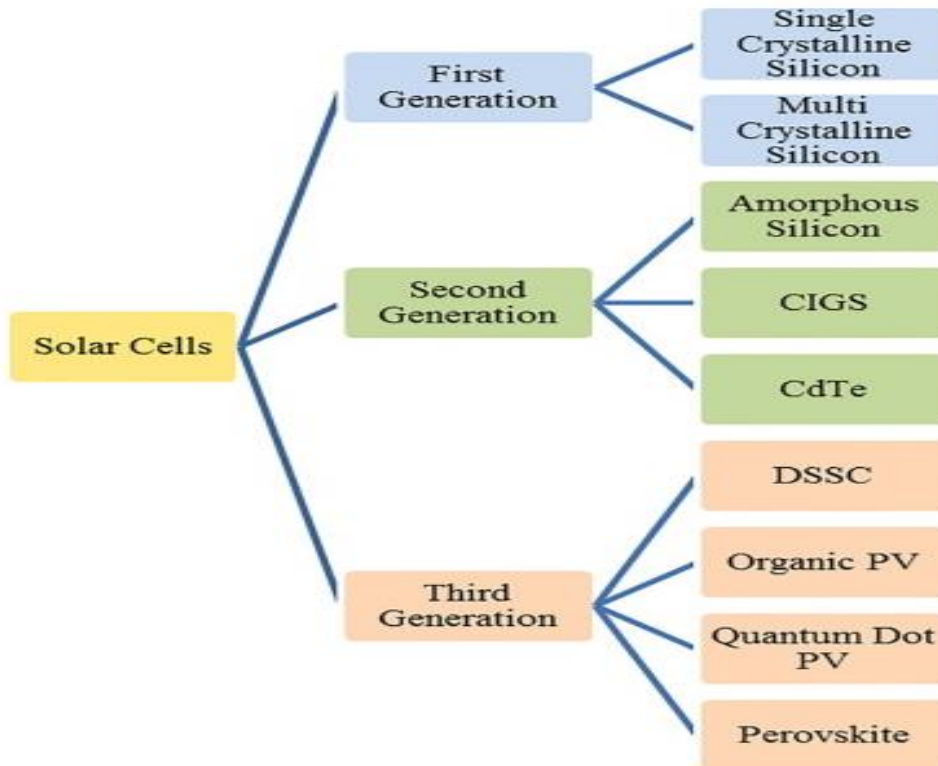 Solar Cells
First
Generation
Single
Crystalline
Silicon
Multi
Crystalline
Silicon
Second
Generation
Amorphous
Silicon
CIGS
CdTe
Third
Generation
DSSC
Organic PV
Quantum Dot
PV
Perovskite